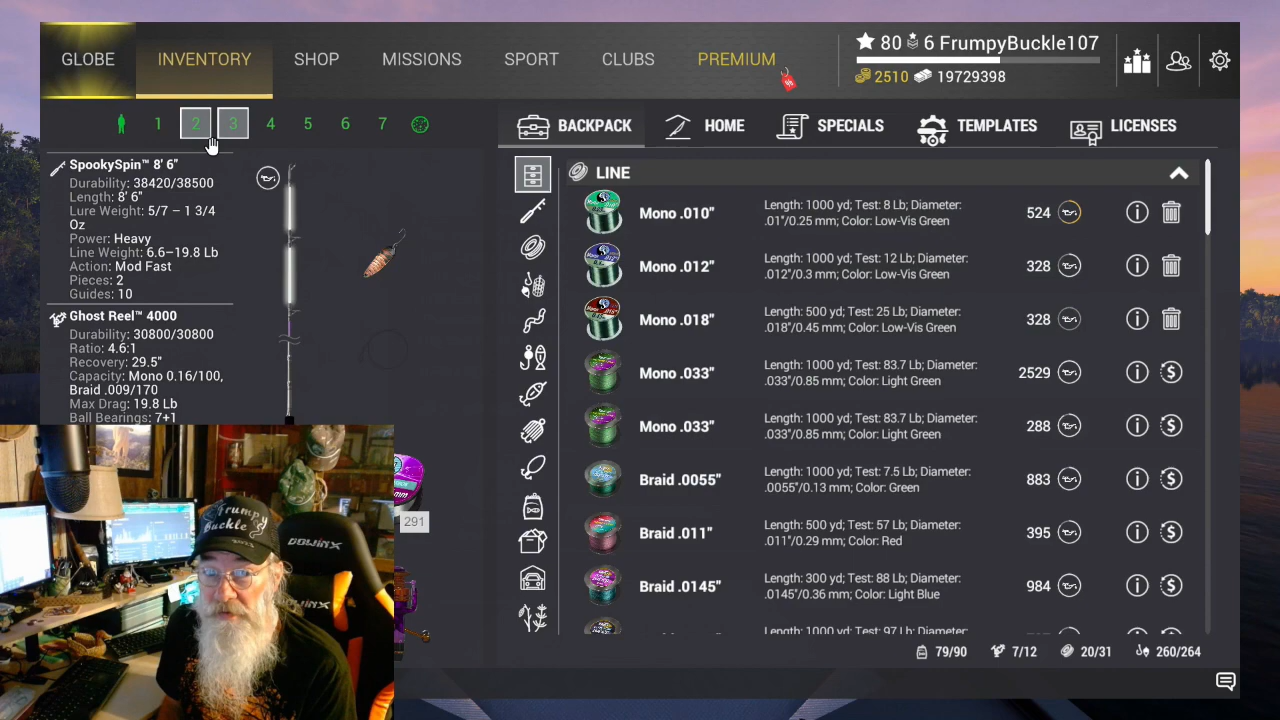 GLOBE INVENTORY SHOP MISSIONS SPORT CLUBS PREMIUM
80 6 FrumpyBuckle107
2510 19729398
1 2 3 4 5 6 7
BACKPACK HOME SPECIALS TEMPLATES LICENSES
SpookySpin™ 8' 6"
Durability: 38420/38500
Length: 8' 6"
Lure Weight: 5/7 – 1 3/4
Oz
Power: Heavy
Line Weight: 6.6–19.8 Lb
Action: Mod Fast
Pieces: 2
Guides: 10
Ghost Reel™ 4000
Durability: 30800/30800
Ratio: 4.6:1
Recovery: 29.5"
Capacity: Mono 0.16/100,
Braid .009/170
Max Drag: 19.8 Lb
Ball Bearings: 7+1
291
Frumpy
Buckle
DOWINX
DOWINX
LINE
Mono .010" Length: 1000 yd; Test: 8 Lb; Diameter:
.01"/0.25 mm; Color: Low-Vis Green 524
Mono .012" Length: 1000 yd; Test: 12 Lb; Diameter:
.012"/0.3 mm; Color: Low-Vis Green 328
Mono .018" Length: 500 yd; Test: 25 Lb; Diameter:
.018"/0.45 mm; Color: Low-Vis Green 328
Mono .033" Length: 1000 yd; Test: 83.7 Lb; Diameter:
.033"/0.85 mm; Color: Light Green 2529
Mono .033" Length: 1000 yd; Test: 83.7 Lb; Diameter:
.033"/0.85 mm; Color: Light Green 288
Braid .0055" Length: 1000 yd; Test: 7.5 Lb; Diameter:
.0055"/0.13 mm; Color: Green 883
Braid .011" Length: 500 yd; Test: 57 Lb; Diameter:
.011"/0.29 mm; Color: Red 395
Braid .0145" Length: 300 yd; Test: 88 Lb; Diameter:
.0145"/0.36 mm; Color: Light Blue 984
Length: 1000 yd; Test: 97 Lb; Diameter:
79/90 7/12 20/31 260/264